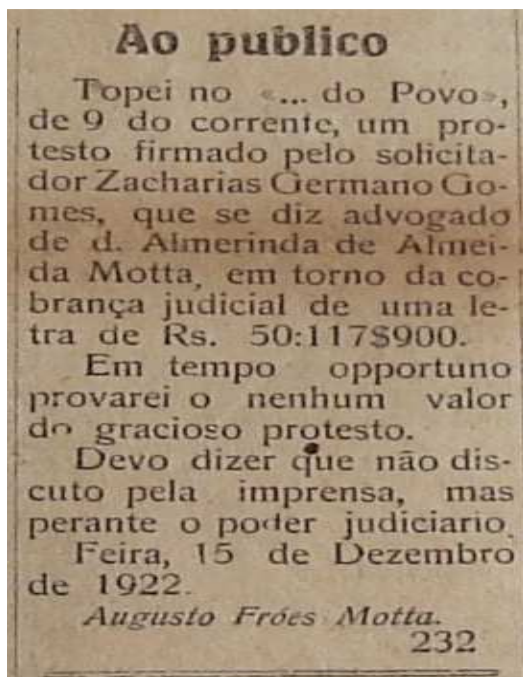 Ao publico
Topei no «... do Povo»,
de 9 do corrente, um pro-
testo firmado pelo solicita-
dor Zacharias Germano Go-
mes, que se diz advogado
de d. Almerinda de Almei-
da Motta, em torno da co-
brança judicial de uma le-
tra de Rs. 50:117$900.
Em tempo opportuno
provarei o nenhum valor
do gracioso protesto.
Devo dizer que não dis-
cuto pela imprensa, mas
perante o poder judiciario.
Feira, 15 de Dezembro
de 1922.
Augusto Fróes Motta.
232